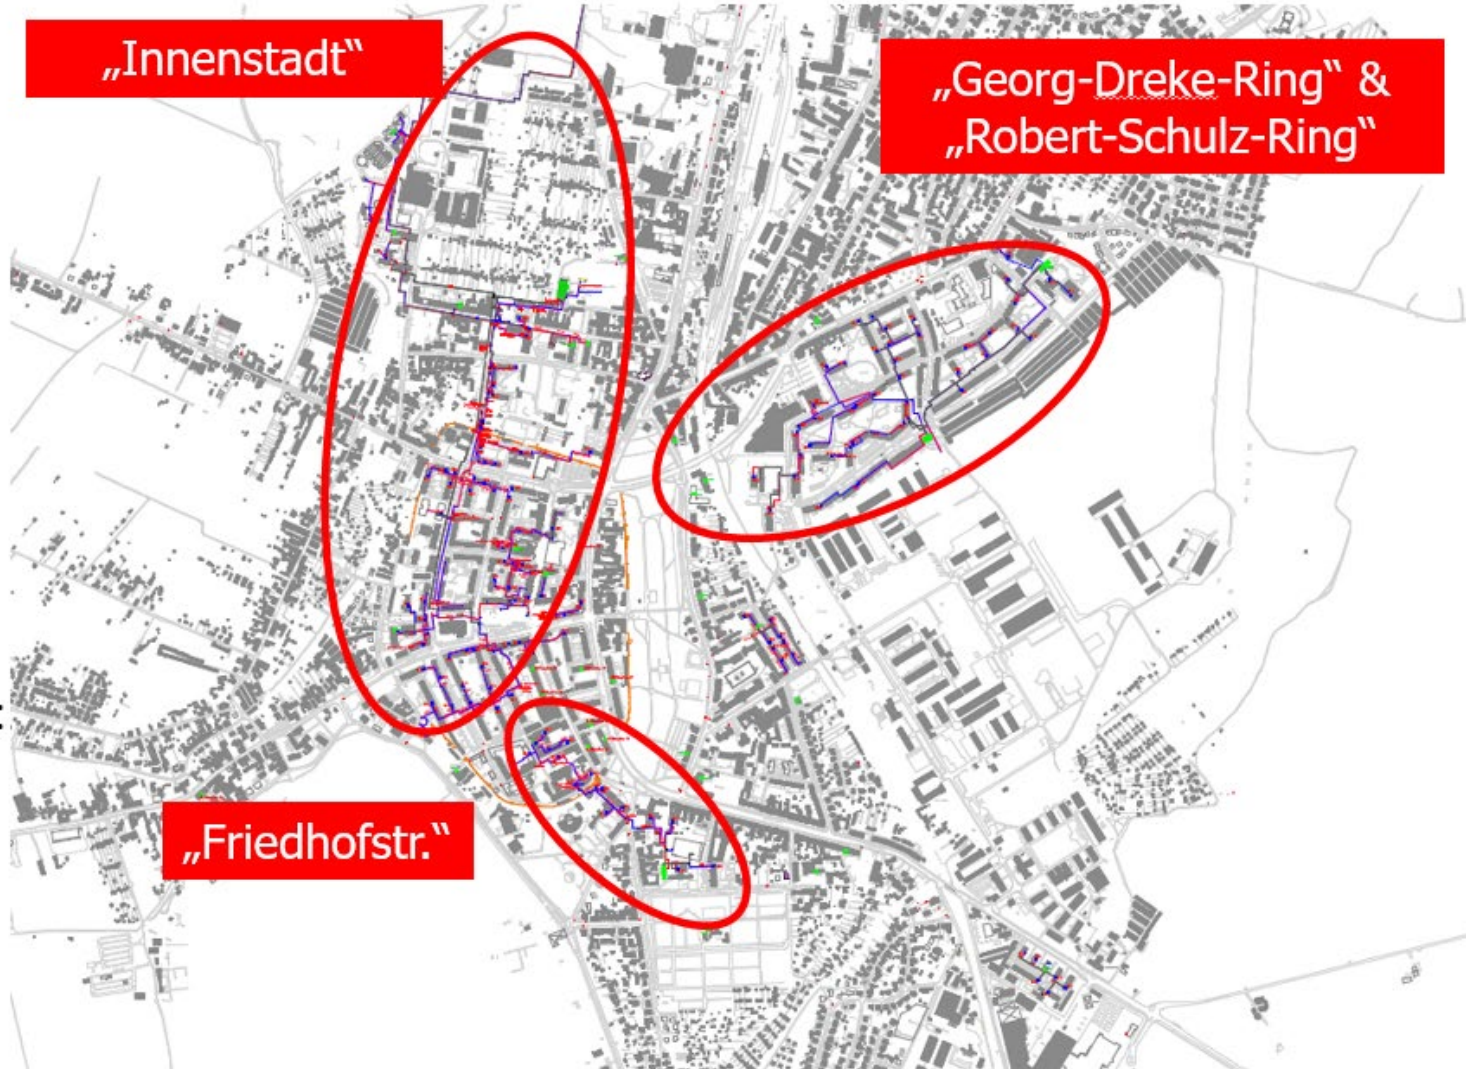 „Innenstadt“
„Georg-Dreke-Ring“ &
„Robert-Schulz-Ring“
„Friedhofstr.“